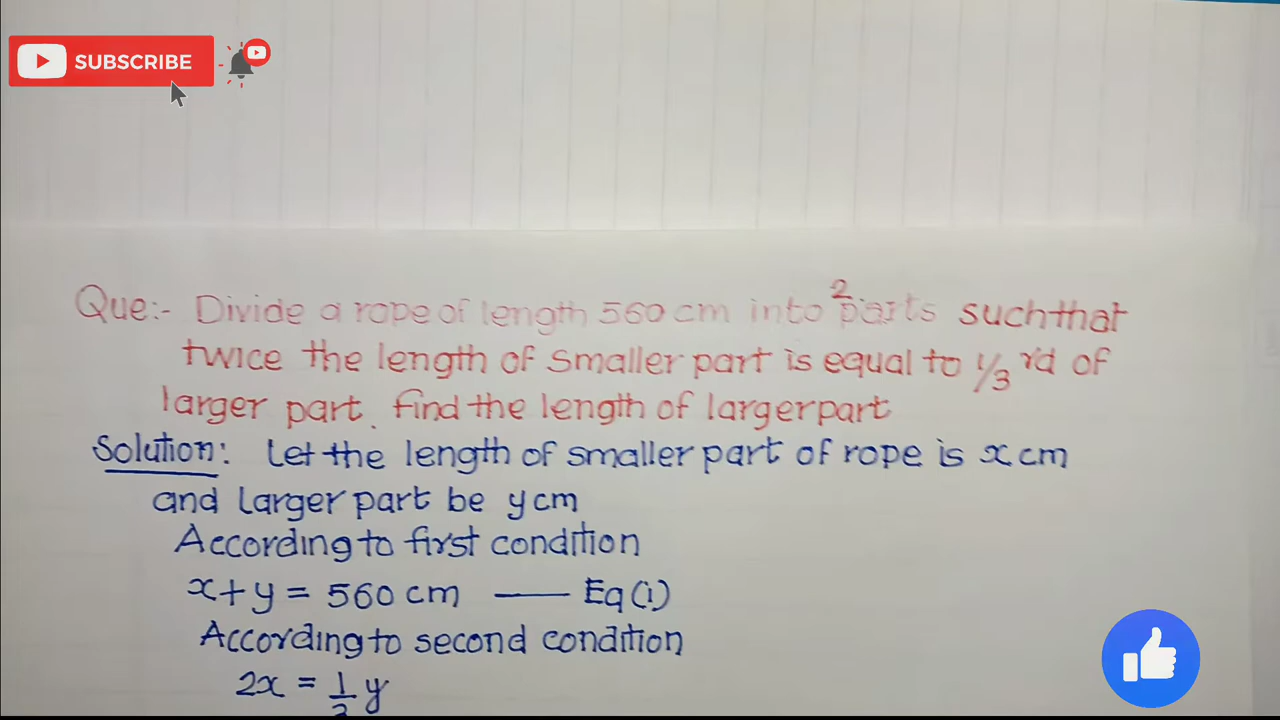 SUBSCRIBE
Que:- Divide a rope of length 560 cm into 2 parts such that
twice the length of smaller part is equal to 1/3 rd of
larger part. find the length of larger part
Solution: Let the length of smaller part of rope is x cm
and larger part be y cm
According to first condition
x+y = 560 cm —— Eq (1)
According to second condition
2x = 1/3 y